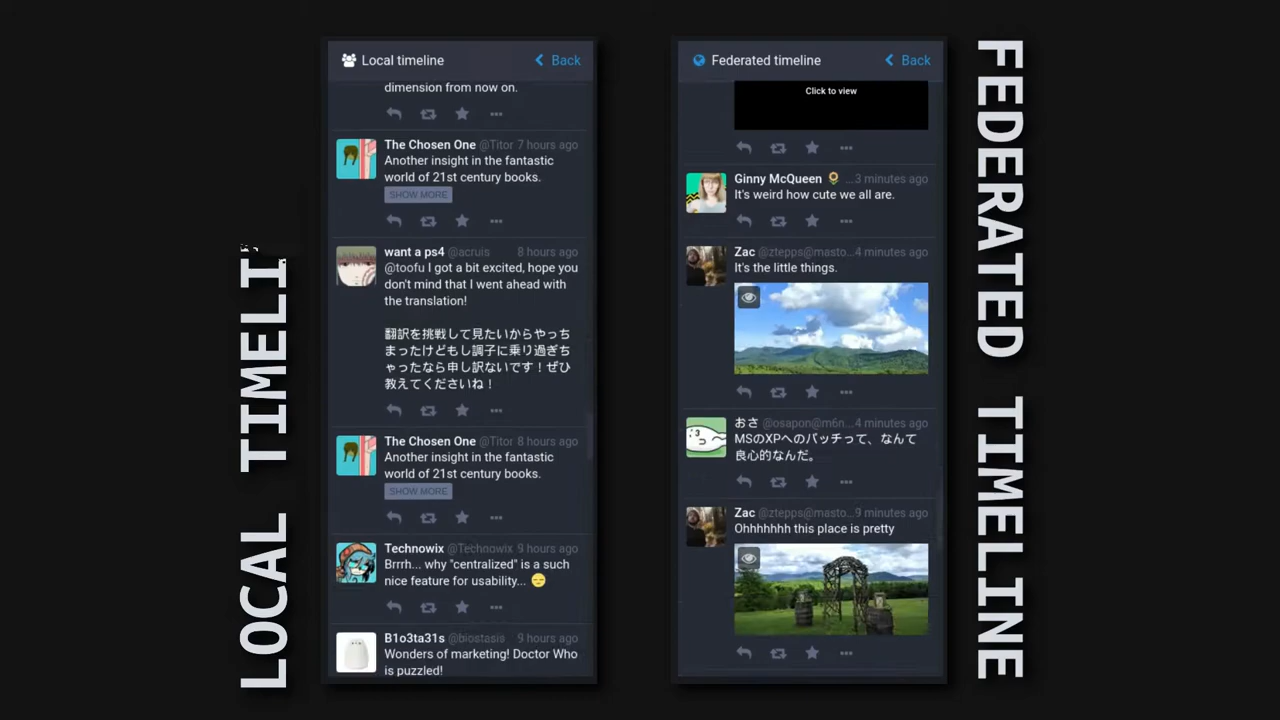 LOCAL TIMELI
Local timeline
Back
dimension from now on.
The Chosen One @Titor 7 hours ago
Another insight in the fantastic
world of 21st century books.
SHOW MORE
want a ps4 @acruis 8 hours ago
@toofu I got a bit excited, hope you
don't mind that I went ahead with
the translation!
翻訳を挑戦して見たいからやっち
まったけどもし調子に乗り過ぎち
ゃったなら申し訳ないです！ぜひ
教えてくださいね！
The Chosen One @Titor 8 hours ago
Another insight in the fantastic
world of 21st century books.
SHOW MORE
Technowix @Technowix 9 hours ago
Brrrh... why "centralized" is a such
nice feature for usability... 😑
B1o3ta31s @biostasis 9 hours ago
Wonders of marketing! Doctor Who
is puzzled!
Federated timeline
Back
Click to view
Ginny McQueen 🌻 ...3 minutes ago
It's weird how cute we all are.
Zac @ztepps@masto...4 minutes ago
It's the little things.
おさ @osapon@m6n...4 minutes ago
MSのXPへのパッチって、なんて
良心的なんだ。
Zac @ztepps@masto...9 minutes ago
Ohhhhhhh this place is pretty
FEDERATED TIMELINE